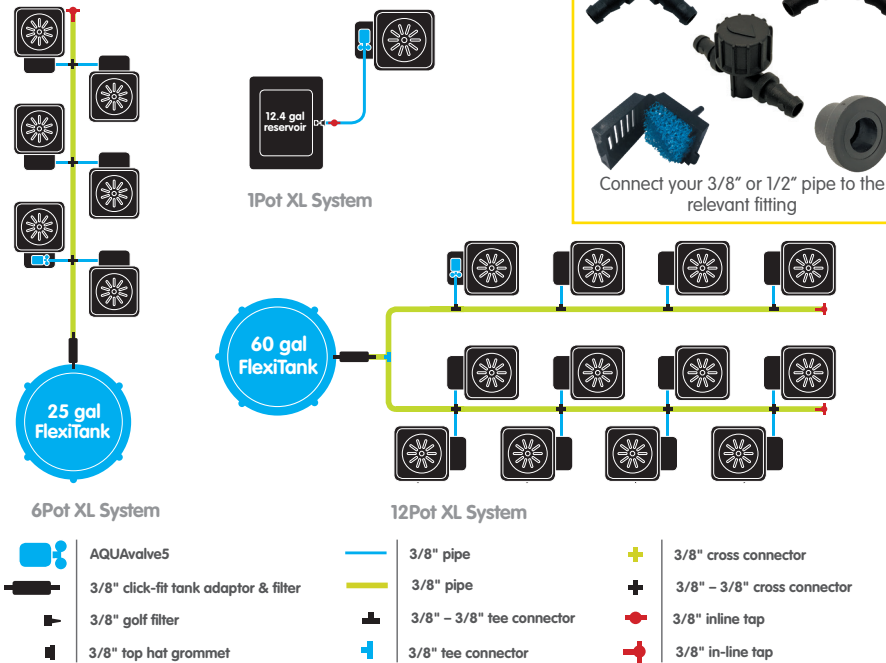 12.4 gal
reservoir
1Pot XL System
Connect your 3/8" or 1/2" pipe to the
relevant fitting
60 gal
FlexiTank
25 gal
FlexiTank
6Pot XL System
12Pot XL System
AQUAvalve5
3/8" click-fit tank adaptor & filter
3/8" golf filter
3/8" top hat grommet
3/8" pipe
3/8" pipe
3/8" – 3/8" tee connector
3/8" tee connector
3/8" cross connector
3/8" – 3/8" cross connector
3/8" inline tap
3/8" in-line tap